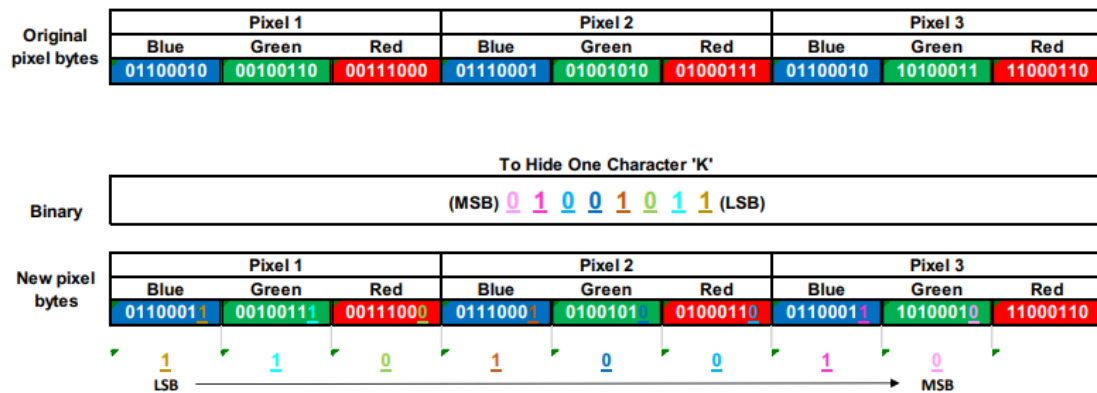 Original pixel bytes
Pixel 1 Pixel 2 Pixel 3
Blue Green Red Blue Green Red Blue Green Red
01100010 00100110 00111000 01110001 01001010 01000111 01100010 10100011 11000110
To Hide One Character 'K'
Binary
(MSB) 0 1 0 0 1 0 1 1 (LSB)
New pixel bytes
Pixel 1 Pixel 2 Pixel 3
Blue Green Red Blue Green Red Blue Green Red
01100011 00100111 00111000 01110001 01001010 01000110 01100011 10100010 11000110
1 1 0 1 0 0 1 0
LSB MSB